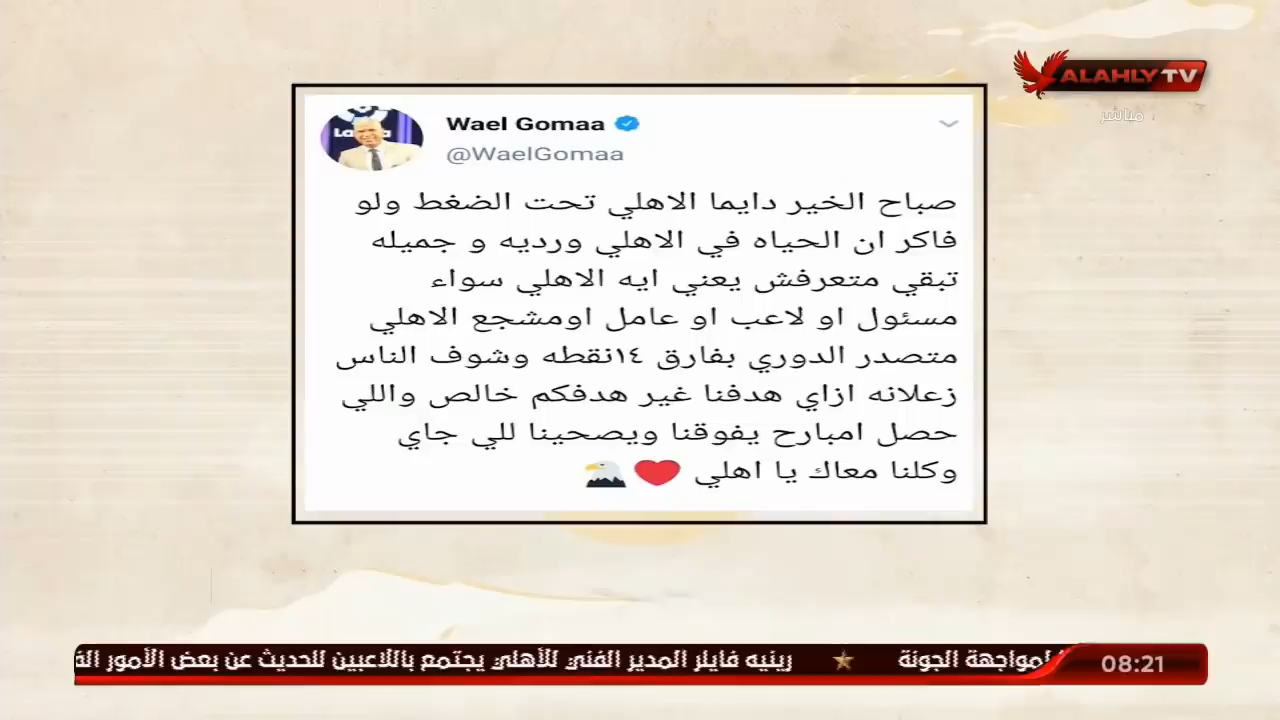 ALAHLY TV
مباشر
Wael Gomaa
@WaelGomaa
صباح الخير دايما الاهلي تحت الضغط ولو
فاكر ان الحياه في الاهلي ورديه و جميله
تبقي متعرفش يعني ايه الاهلي سواء
مسئول او لاعب او عامل اومشجع الاهلي
متصدر الدوري بفارق ١٤نقطه وشوف الناس
زعلانه ازاي هدفنا غير هدفكم خالص واللي
حصل امبارح يفوقنا ويصحينا للي جاي
وكلنا معاك يا اهلي ❤️🦅
لمواجهة الجونة ★ رينيه فايلر المدير الفني للأهلي يجتمع باللاعبين للحديث عن بعض الأمور
08:21